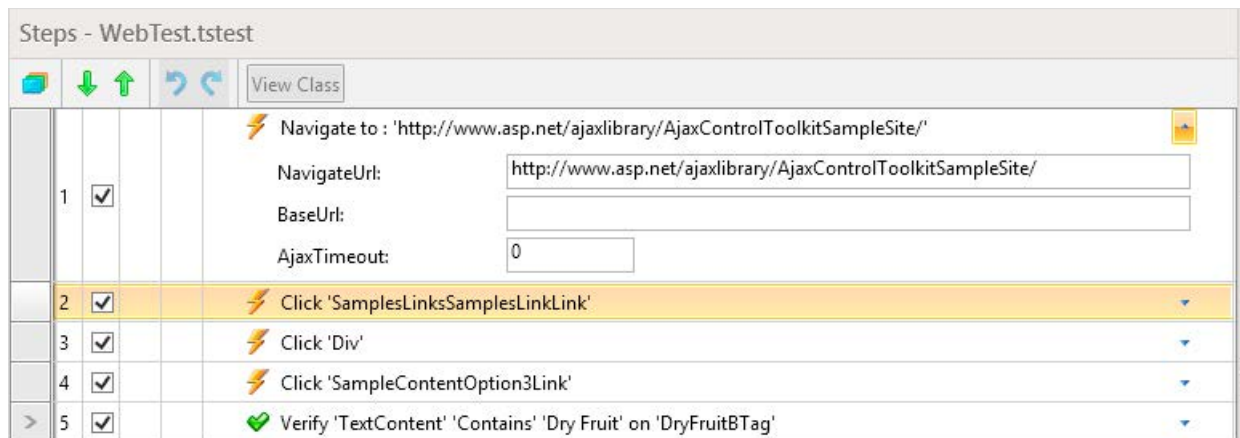 Steps - WebTest.tstest
View Class
1
Navigate to : 'http://www.asp.net/ajaxlibrary/AjaxControlToolkitSampleSite/'
NavigateUrl: http://www.asp.net/ajaxlibrary/AjaxControlToolkitSampleSite/
BaseUrl:
AjaxTimeout: 0
2 Click 'SamplesLinksSamplesLinkLink'
3 Click 'Div'
4 Click 'SampleContentOption3Link'
5 Verify 'TextContent' 'Contains' 'Dry Fruit' on 'DryFruitBTag'